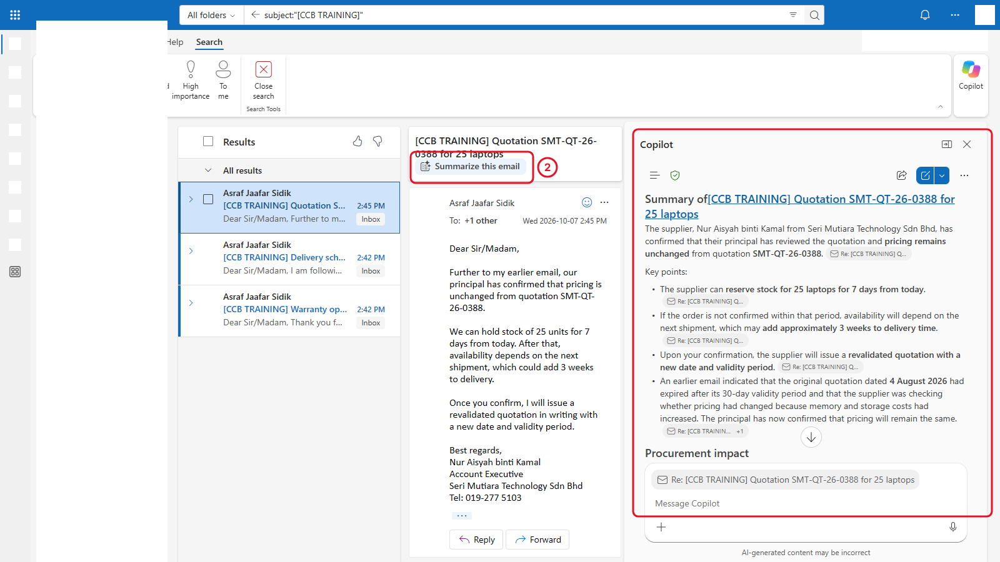 All folders
subject:"[CCB TRAINING]"
Help
Search
High
importance
To
me
Close
search
Search Tools
Copilot
Results
All results
Asraf Jaafar Sidik
[CCB TRAINING] Quotation S...
2:45 PM
Dear Sir/Madam, Further to m...
Inbox
Asraf Jaafar Sidik
[CCB TRAINING] Delivery sch...
2:42 PM
Dear Sir/Madam, I am followi...
Inbox
Asraf Jaafar Sidik
[CCB TRAINING] Warranty op...
2:42 PM
Dear Sir/Madam, Thank you f...
Inbox
[CCB TRAINING] Quotation SMT-QT-26-
0388 for 25 laptops
Summarize this email
2
Asraf Jaafar Sidik
To: +1 other
Wed 2026-10-07 2:45 PM
Dear Sir/Madam,
Further to my earlier email, our
principal has confirmed that pricing is
unchanged from quotation SMT-QT-
26-0388.
We can hold stock of 25 units for 7
days from today. After that,
availability depends on the next
shipment, which could add 3 weeks
to delivery.
Once you confirm, I will issue a
revalidated quotation in writing with
a new date and validity period.
Best regards,
Nur Aisyah binti Kamal
Account Executive
Seri Mutiara Technology Sdn Bhd
Tel: 019-277 5103
Reply
Forward
Copilot
Summary of[CCB TRAINING] Quotation SMT-QT-26-0388 for
25 laptops
The supplier, Nur Aisyah binti Kamal from Seri Mutiara Technology Sdn Bhd, has
confirmed that their principal has reviewed the quotation and pricing remains
unchanged from quotation SMT-QT-26-0388. Re: [CCB TRAINING] Q...
Key points:
• The supplier can reserve stock for 25 laptops for 7 days from today.
Re: [CCB TRAINING] Q...
• If the order is not confirmed within that period, availability will depend on the
next shipment, which may add approximately 3 weeks to delivery time.
Re: [CCB TRAINING] Q...
• Upon your confirmation, the supplier will issue a revalidated quotation with a
new date and validity period. Re: [CCB TRAINING] Q...
• An earlier email indicated that the original quotation dated 4 August 2026 had
expired after its 30-day validity period and that the supplier was checking
whether pricing had changed because memory and storage costs had
increased. The principal has now confirmed that pricing will remain the same.
Re: [CCB TRAININ... +1
Procurement impact
Re: [CCB TRAINING] Quotation SMT-QT-26-0388 for 25 laptops
Message Copilot
AI-generated content may be incorrect